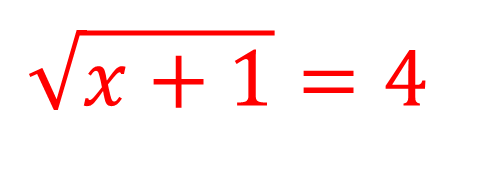 √(x + 1) = 4